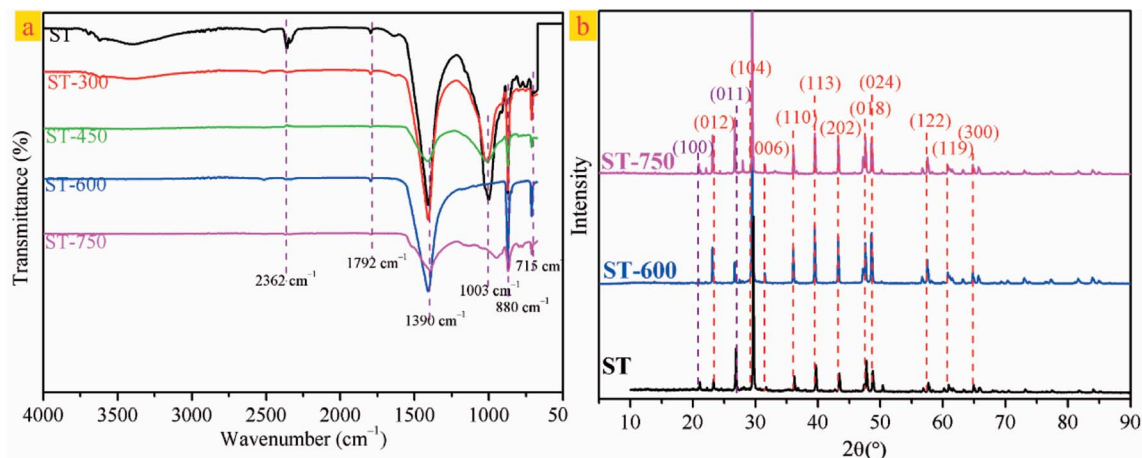 a
ST
ST-300
ST-450
ST-600
ST-750
2362 cm⁻¹
1792 cm⁻¹
1390 cm⁻¹
1003 cm⁻¹
880 cm⁻¹
715 cm⁻¹
Transmittance (%)
4000 3500 3000 2500 2000 1500 1000 50
Wavenumber (cm⁻¹)
b
(100)
(012)
(011)
(104)
(006)
(110)
(113)
(202)
(018)
(024)
(122)
(119)
(300)
ST-750
ST-600
ST
Intensity
10 20 30 40 50 60 70 80 90
2θ(°)